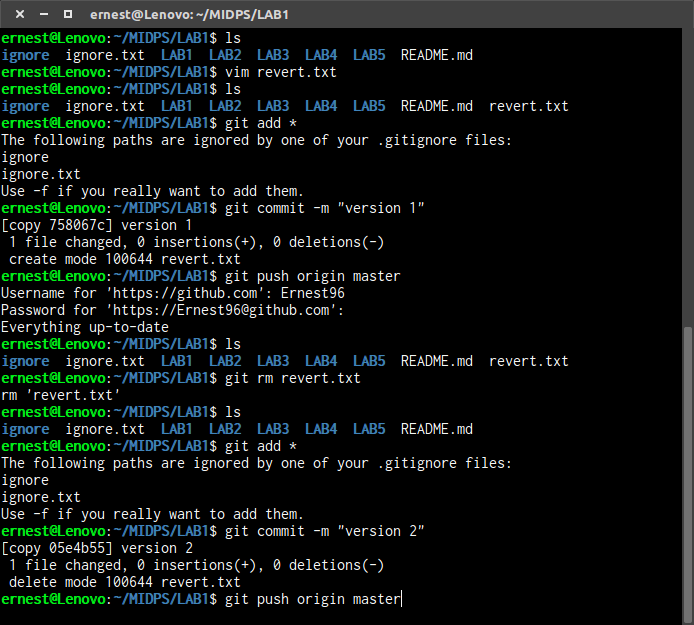 ernest@Lenovo: ~/MIDPS/LAB1
ernest@Lenovo:~/MIDPS/LAB1$ ls
ignore  ignore.txt  LAB1  LAB2  LAB3  LAB4  LAB5  README.md
ernest@Lenovo:~/MIDPS/LAB1$ vim revert.txt
ernest@Lenovo:~/MIDPS/LAB1$ ls
ignore  ignore.txt  LAB1  LAB2  LAB3  LAB4  LAB5  README.md  revert.txt
ernest@Lenovo:~/MIDPS/LAB1$ git add *
The following paths are ignored by one of your .gitignore files:
ignore
ignore.txt
Use -f if you really want to add them.
ernest@Lenovo:~/MIDPS/LAB1$ git commit -m "version 1"
[copy 758067c] version 1
 1 file changed, 0 insertions(+), 0 deletions(-)
 create mode 100644 revert.txt
ernest@Lenovo:~/MIDPS/LAB1$ git push origin master
Username for 'https://github.com': Ernest96
Password for 'https://Ernest96@github.com':
Everything up-to-date
ernest@Lenovo:~/MIDPS/LAB1$ ls
ignore  ignore.txt  LAB1  LAB2  LAB3  LAB4  LAB5  README.md  revert.txt
ernest@Lenovo:~/MIDPS/LAB1$ git rm revert.txt
rm 'revert.txt'
ernest@Lenovo:~/MIDPS/LAB1$ ls
ignore  ignore.txt  LAB1  LAB2  LAB3  LAB4  LAB5  README.md
ernest@Lenovo:~/MIDPS/LAB1$ git add *
The following paths are ignored by one of your .gitignore files:
ignore
ignore.txt
Use -f if you really want to add them.
ernest@Lenovo:~/MIDPS/LAB1$ git commit -m "version 2"
[copy 05e4b55] version 2
 1 file changed, 0 insertions(+), 0 deletions(-)
 delete mode 100644 revert.txt
ernest@Lenovo:~/MIDPS/LAB1$ git push origin master